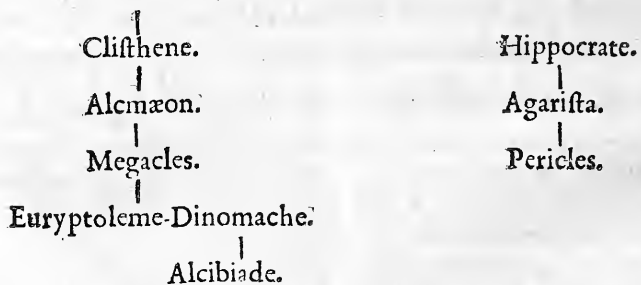 Cliſthene. Hippocrate.
Alcmæon. Agariſta.
Megacles. Pericles.
Euryptoleme-Dinomache.
Alcibiade.